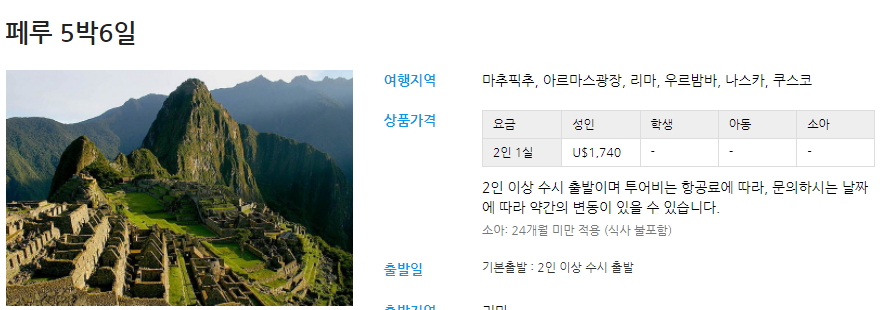 페루 5박6일
여행지역 마추픽추, 아르마스광장, 리마, 우르밤바, 나스카, 쿠스코
상품가격
요금 성인 학생 아동 소아
2인 1실 U$1,740 - - -
2인 이상 수시 출발이며 투어비는 항공료에 따라, 문의하시는 날짜
에 따라 약간의 변동이 있을 수 있습니다.
소아: 24개월 미만 적용 (식사 불포함)
출발일 기본출발 : 2인 이상 수시 출발